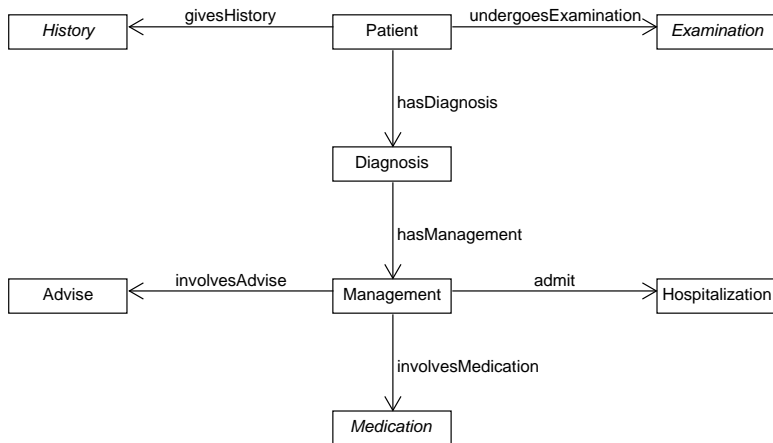 givesHistory
undergoesExamination
History
Patient
Examination
hasDiagnosis
Diagnosis
hasManagement
involvesAdvise
admit
Advise
Management
Hospitalization
involvesMedication
Medication